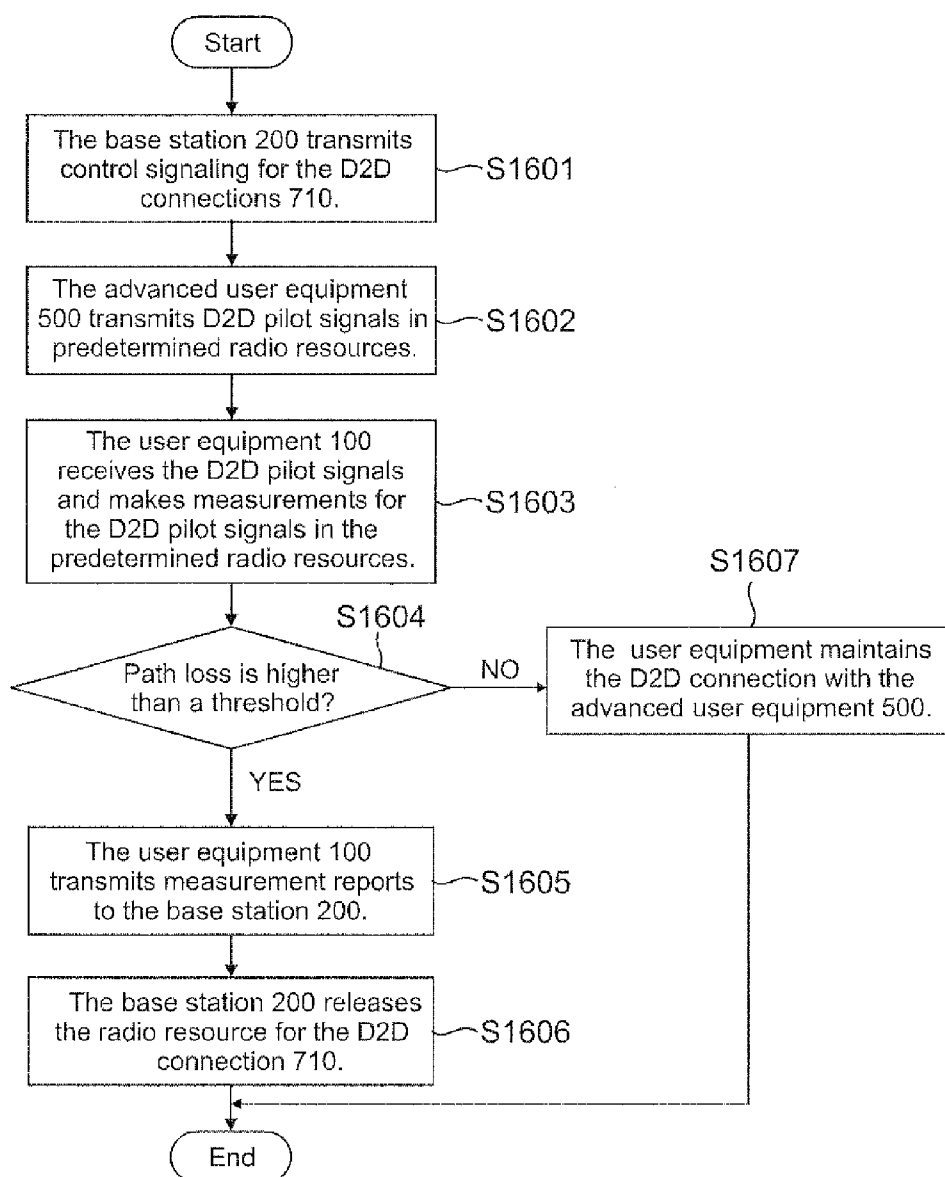 Start
The base station 200 transmits
control signaling for the D2D
connections 710.
S1601
The advanced user equipment
500 transmits D2D pilot signals in
predetermined radio resources.
S1602
The user equipment 100
receives the D2D pilot signals
and makes measurements for
the D2D pilot signals in the
predetermined radio resources.
S1603
S1604
Path loss is higher
than a threshold?
NO
S1607
The user equipment maintains
the D2D connection with the
advanced user equipment 500.
YES
The user equipment 100
transmits measurement reports
to the base station 200.
S1605
The base station 200 releases
the radio resource for the D2D
connection 710.
S1606
End